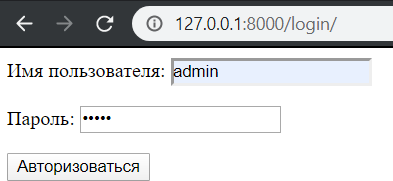 127.0.0.1:8000/login/
Имя пользователя: admin
Пароль: •••••
Авторизоваться